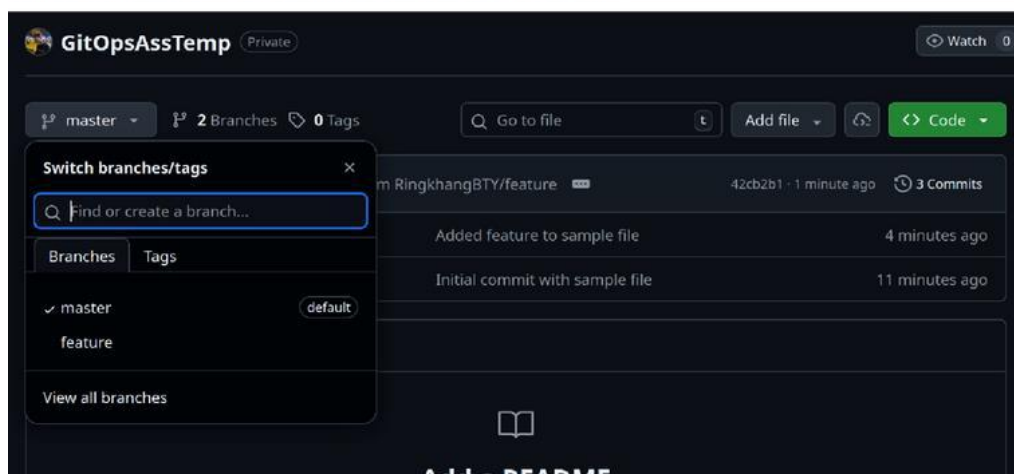 GitOpsAssTemp Private
Watch 0
master 2 Branches 0 Tags
Go to file t
Add file
Code
Switch branches/tags
Find or create a branch...
Branches Tags
master default
feature
View all branches
m RingkhangBTY/feature
42cb2b1 · 1 minute ago 3 Commits
Added feature to sample file 4 minutes ago
Initial commit with sample file 11 minutes ago
Add a README